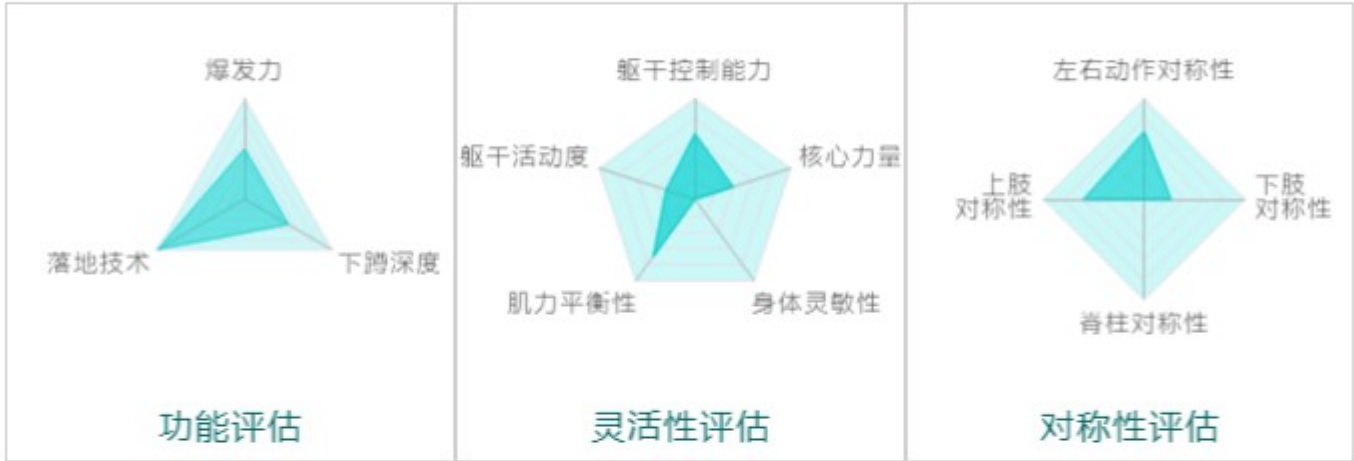 爆发力
落地技术
下蹲深度
功能评估
躯干控制能力
躯干活动度
核心力量
肌力平衡性
身体灵敏性
灵活性评估
左右动作对称性
上肢
对称性
下肢
对称性
脊柱对称性
对称性评估